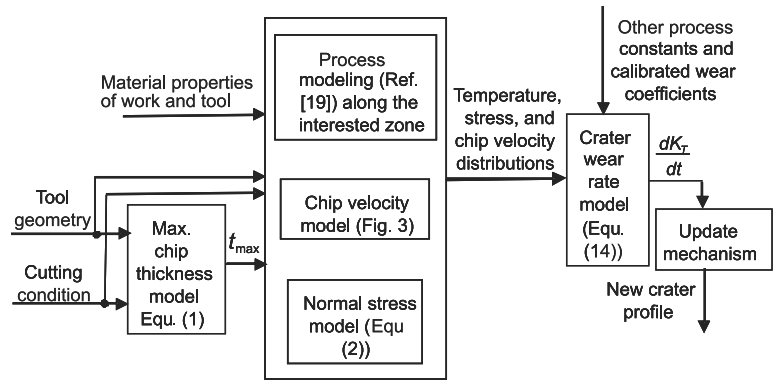 Material properties
of work and tool
Tool
geometry
Cutting
condition
Max.
chip
thickness
model
Equ. (1)
tmax
Process
modeling (Ref.
[19]) along the
interested zone
Chip velocity
model (Fig. 3)
Normal stress
model (Equ
(2))
Temperature,
stress, and
chip velocity
distributions
Other process
constants and
calibrated wear
coefficients
Crater
wear
rate
model
(Equ.
(14))
dKT
dt
Update
mechanism
New crater
profile